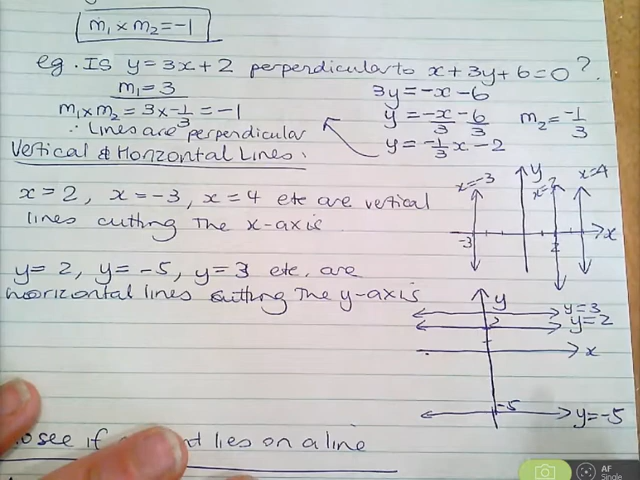 m₁ × m₂ = -1
eg. Is y = 3x + 2 perpendicular to x + 3y + 6 = 0?
m₁ = 3
3y = -x - 6
m₁ × m₂ = 3 × -1/3 = -1
y = -x/3 - 6/3
m₂ = -1/3
∴ Lines are perpendicular
y = -1/3 x - 2
Vertical & Horizontal Lines:
x = 2, x = -3, x = 4 etc are vertical
lines cutting the x-axis
x=-3
y
x=2
x=4
-3
2
x
y = 2, y = -5, y = 3 etc, are
horizontal lines cutting the y-axis
y
y=3
2
y=2
x
-5
y=-5
see if
lies on a line
AF
Single